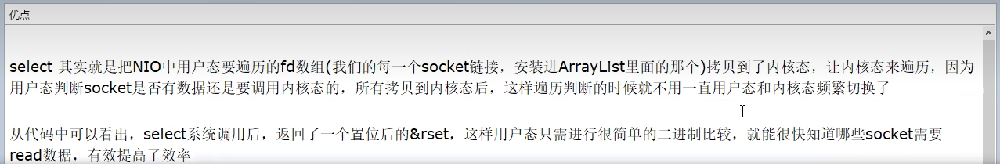 优点
select 其实就是把NIO中用户态要遍历的fd数组(我们的每一个socket链接，安装进ArrayList里面的那个)拷贝到了内核态，让内核态来遍历，因为
用户态判断socket是否有数据还是要调用内核态的，所有拷贝到内核态后，这样遍历判断的时候就不用一直用户态和内核态频繁切换了
从代码中可以看出，select系统调用后，返回了一个置位后的&rset，这样用户态只需进行很简单的二进制比较，就能很快知道哪些socket需要
read数据，有效提高了效率